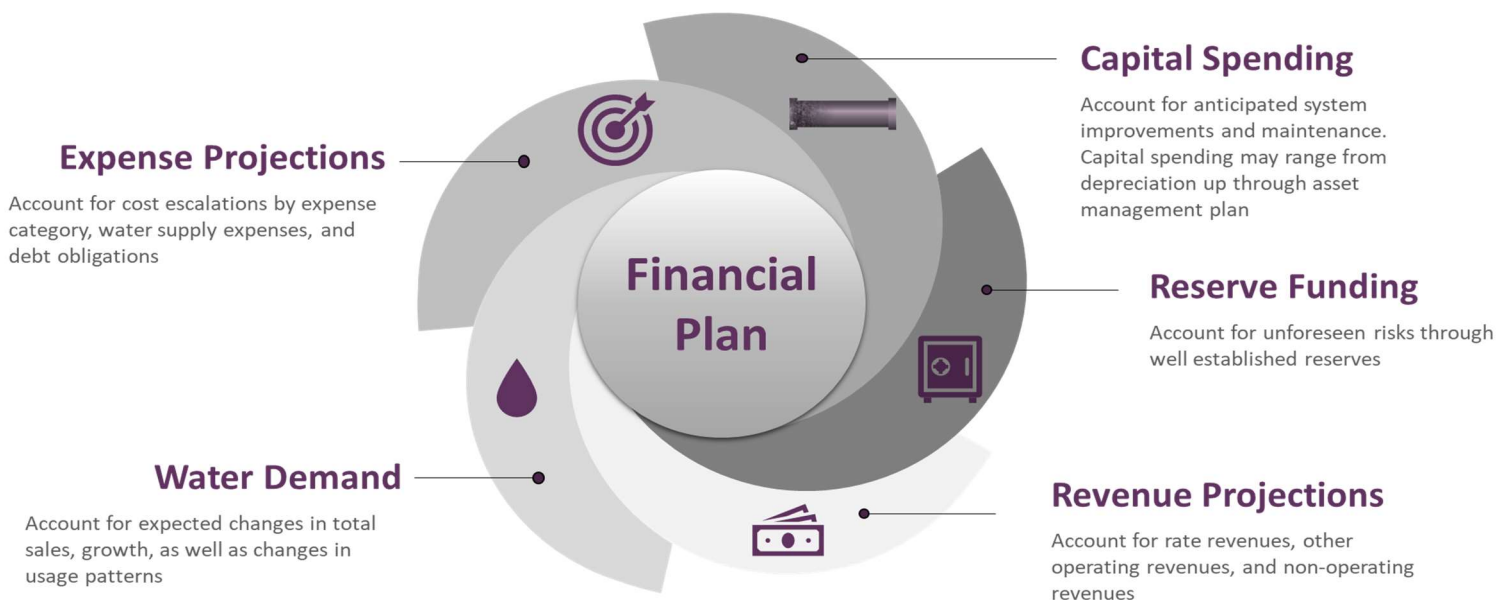 Capital Spending
Account for anticipated system
improvements and maintenance.
Capital spending may range from
depreciation up through asset
management plan
Expense Projections
Account for cost escalations by expense
category, water supply expenses, and
debt obligations
Financial
Plan
Reserve Funding
Account for unforeseen risks through
well established reserves
Water Demand
Account for expected changes in total
sales, growth, as well as changes in
usage patterns
Revenue Projections
Account for rate revenues, other
operating revenues, and non-operating
revenues